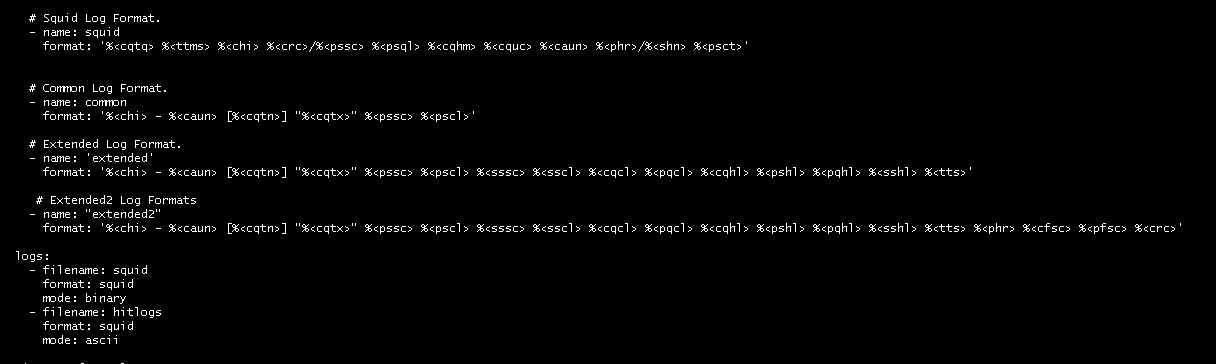 # Squid Log Format.
- name: squid
format: '%<cqtq> %<ttms> %<chi> %<crc>/%<pssc> %<psql> %<cqhm> %<cquc> %<caun> %<phr>/%<shn> %<psct>'
# Common Log Format.
- name: common
format: '%<chi> - %<caun> [%<cqtn>] "%<cqtx>" %<pssc> %<pscl>'
# Extended Log Format.
- name: 'extended'
format: '%<chi> - %<caun> [%<cqtn>] "%<cqtx>" %<pssc> %<pscl> %<sssc> %<sscl> %<cqcl> %<pqcl> %<cqhl> %<pshl> %<pqhl> %<sshl> %<tts>'
# Extended2 Log Formats
- name: "extended2"
format: '%<chi> - %<caun> [%<cqtn>] "%<cqtx>" %<pssc> %<pscl> %<sssc> %<sscl> %<cqcl> %<pqcl> %<cqhl> %<pshl> %<pqhl> %<sshl> %<tts> %<phr> %<cfsc> %<pfsc> %<crc>'
logs:
- filename: squid
format: squid
mode: binary
- filename: hitlogs
format: squid
mode: ascii